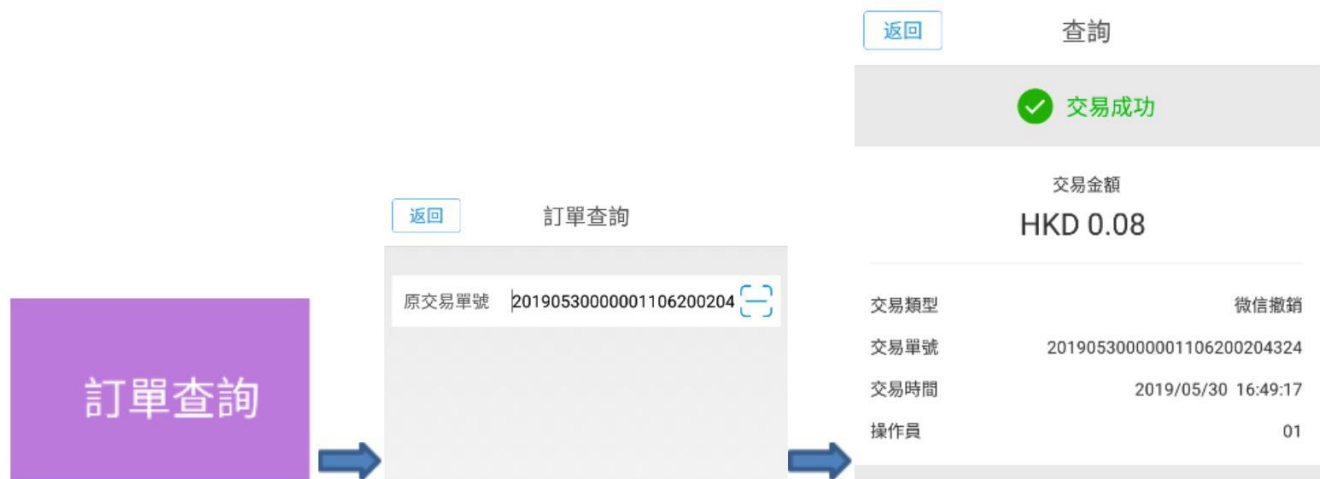 訂單查詢
返回 訂單查詢
原交易單號 20190530000001106200204
返回 查詢
交易成功
交易金額
HKD 0.08
交易類型 微信撤銷
交易單號 20190530000001106200204324
交易時間 2019/05/30 16:49:17
操作員 01